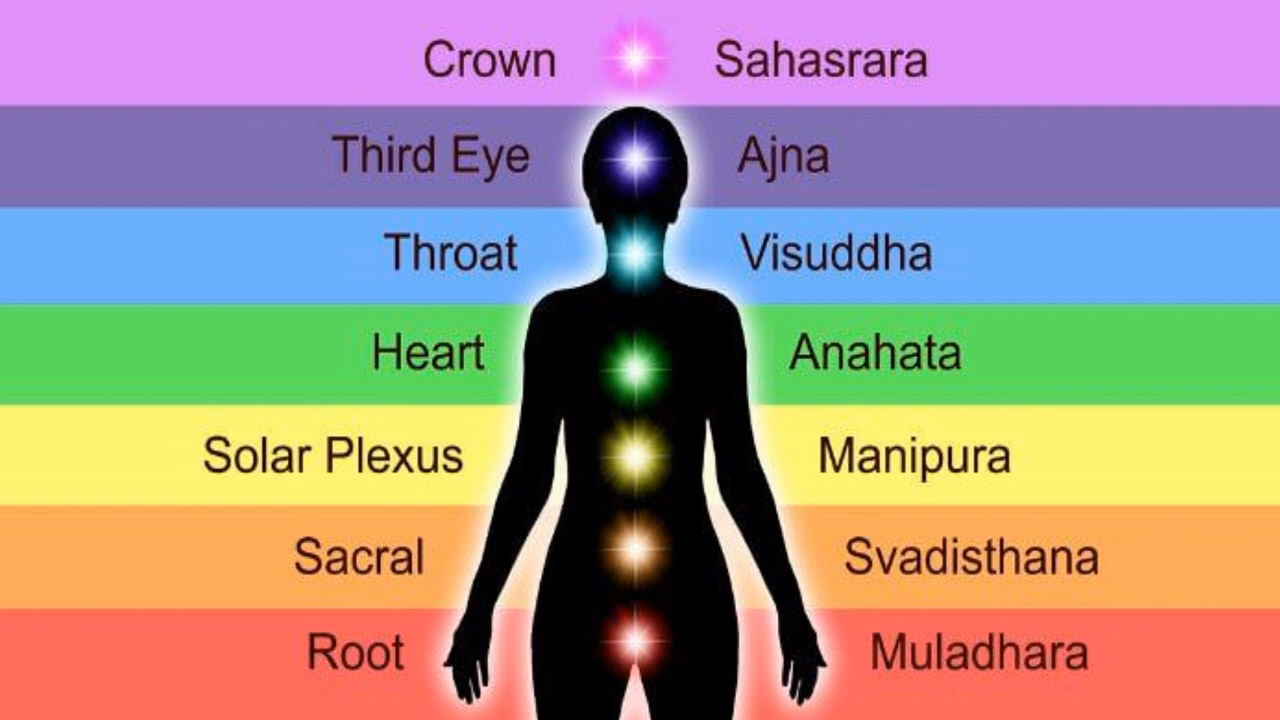 Crown Sahasrara
Third Eye Ajna
Throat Visuddha
Heart Anahata
Solar Plexus Manipura
Sacral Svadisthana
Root Muladhara